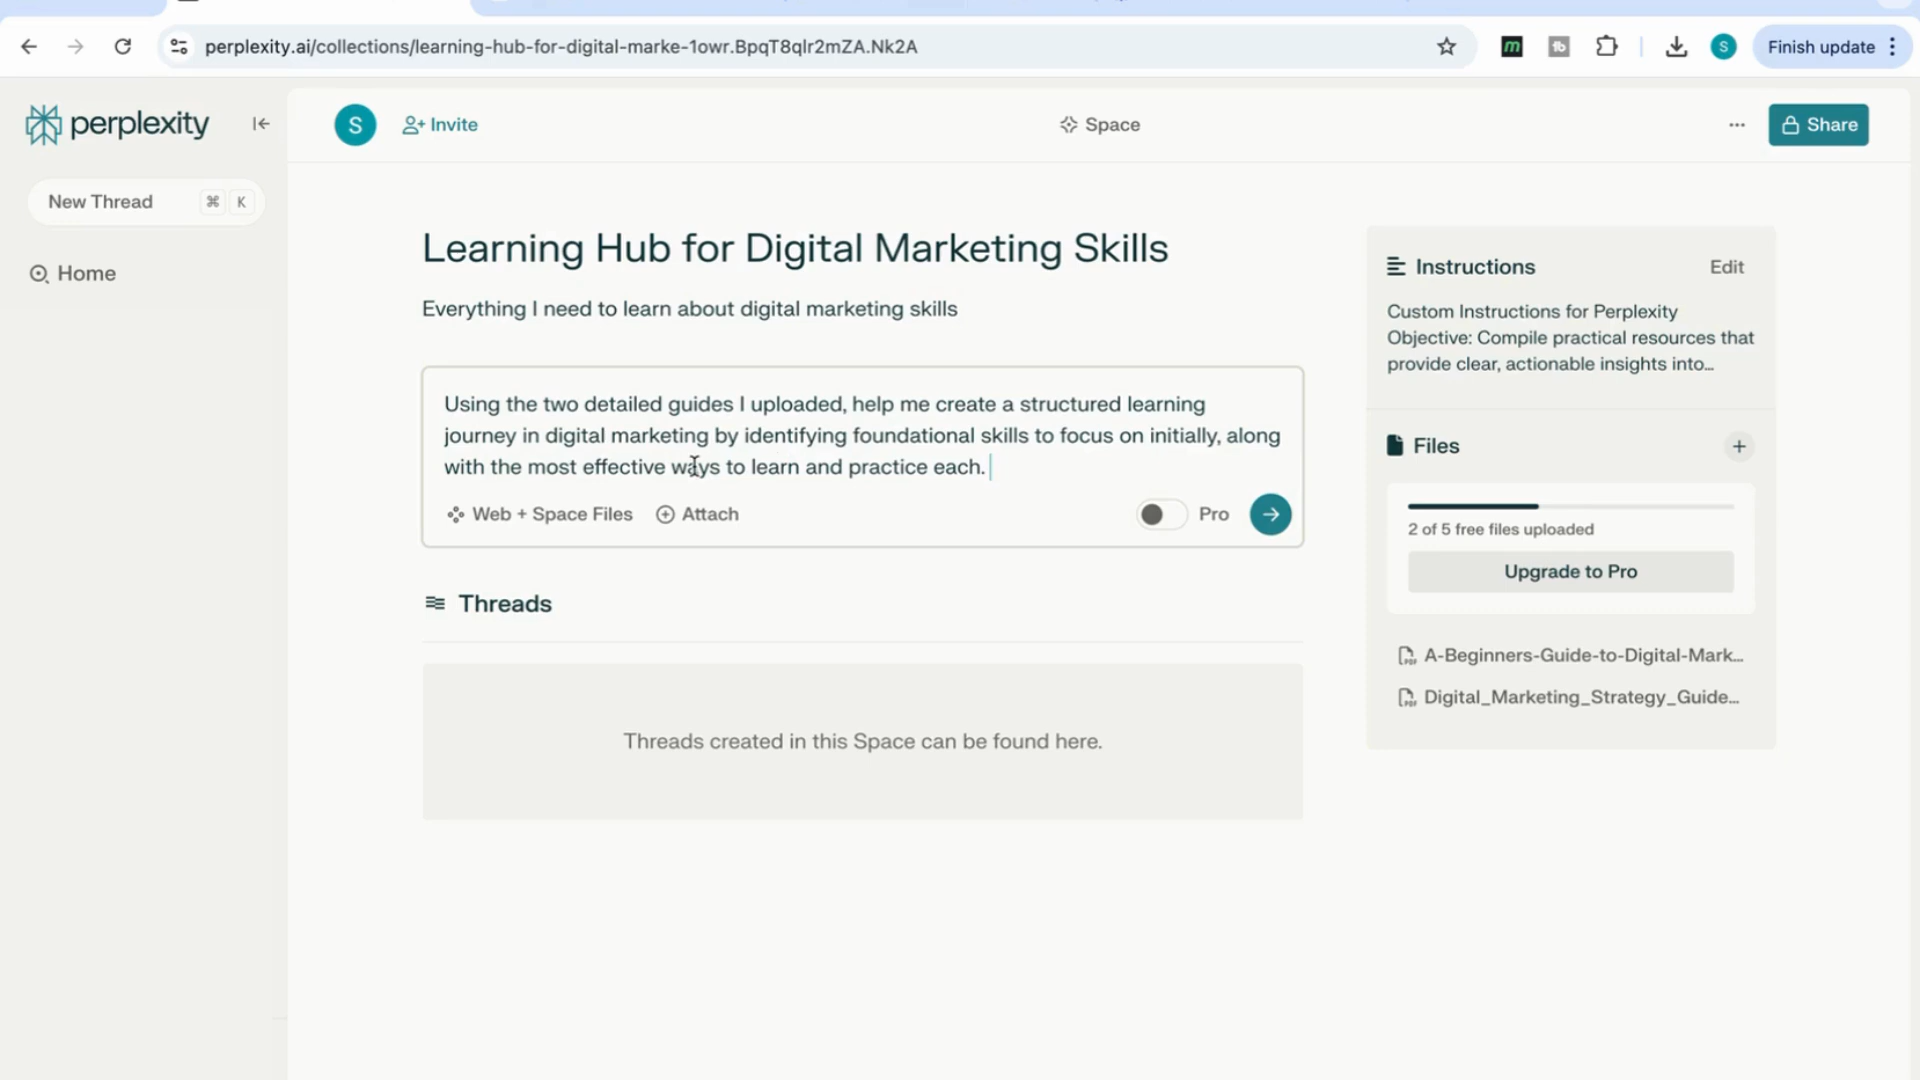 perplexity.ai/collections/learning-hub-for-digital-marke-1owr.BpqT8qlr2mZA.Nk2A
Finish update
perplexity
S
Invite
Space
Share
New Thread
⌘ K
Home
Learning Hub for Digital Marketing Skills
Everything I need to learn about digital marketing skills
Using the two detailed guides I uploaded, help me create a structured learning
journey in digital marketing by identifying foundational skills to focus on initially, along
with the most effective ways to learn and practice each.
Web + Space Files
Attach
Pro
Threads
Threads created in this Space can be found here.
Instructions
Edit
Custom Instructions for Perplexity
Objective: Compile practical resources that
provide clear, actionable insights into...
Files
2 of 5 free files uploaded
Upgrade to Pro
A-Beginners-Guide-to-Digital-Mark...
Digital_Marketing_Strategy_Guide...